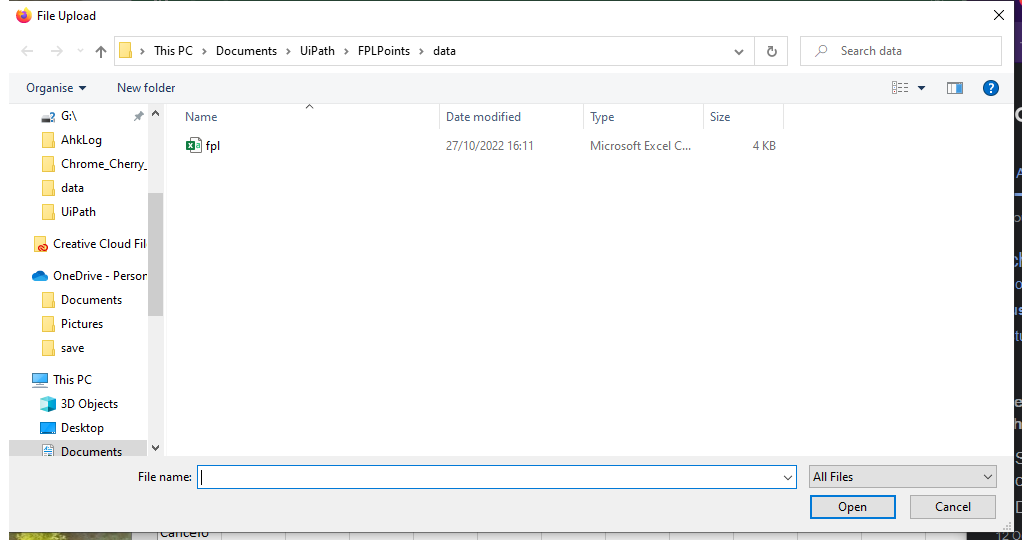 File Upload
This PC > Documents > UiPath > FPLPoints > data
Search data
Organise
New folder
?
Name
Date modified
Type
Size
fpl
27/10/2022 16:11
Microsoft Excel C...
4 KB
G:\
AhkLog
Chrome_Cherry_
data
UiPath
Creative Cloud Fil
OneDrive - Person
Documents
Pictures
save
This PC
3D Objects
Desktop
Documents
File name:
All Files
Open
Cancel
Cancelo